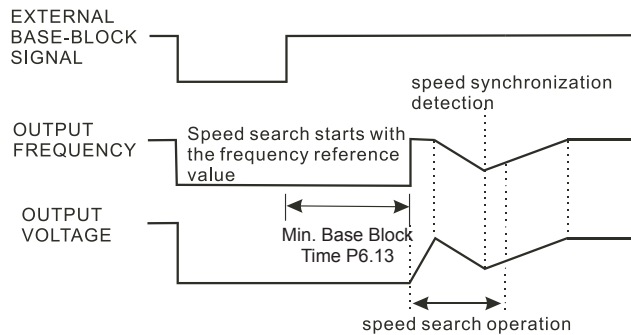 EXTERNAL
BASE-BLOCK
SIGNAL
speed synchronization
detection
OUTPUT
FREQUENCY
Speed search starts with
the frequency reference
value
OUTPUT
VOLTAGE
Min. Base Block
Time P6.13
speed search operation